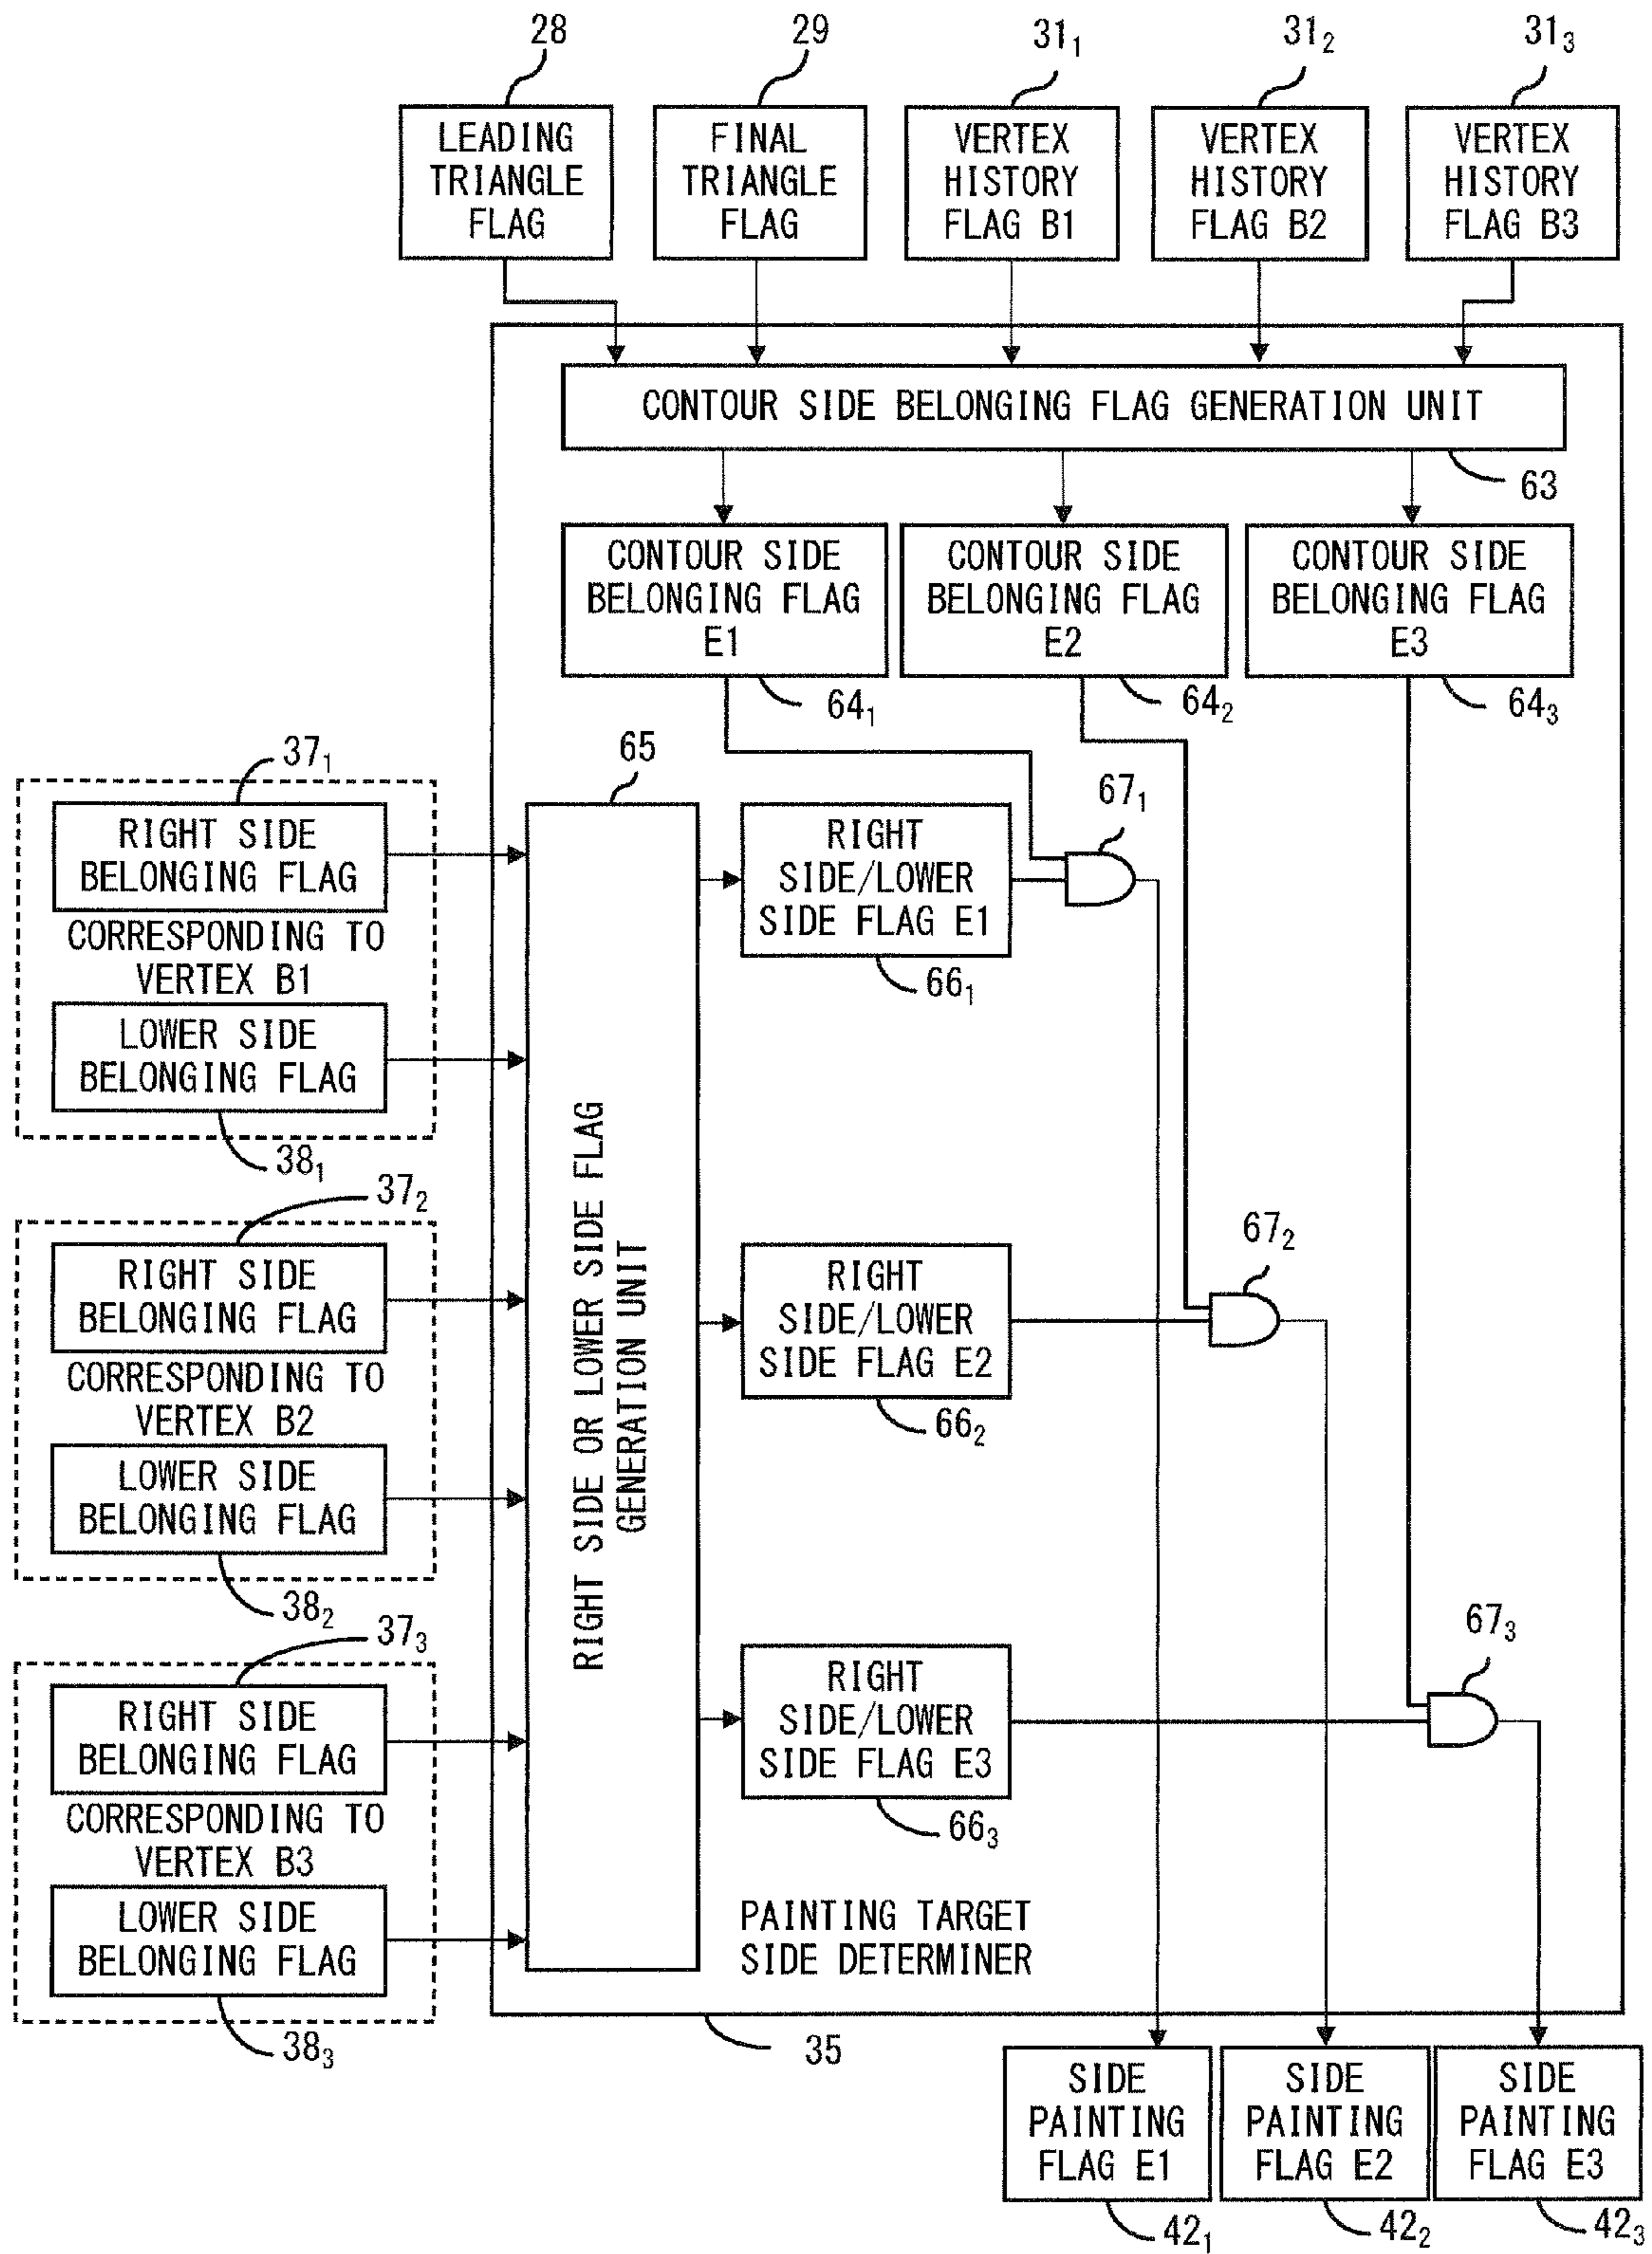 28
29
31₁
31₂
31₃
LEADING
TRIANGLE
FLAG
FINAL
TRIANGLE
FLAG
VERTEX
HISTORY
FLAG B1
VERTEX
HISTORY
FLAG B2
VERTEX
HISTORY
FLAG B3
CONTOUR SIDE BELONGING FLAG GENERATION UNIT
63
CONTOUR SIDE
BELONGING FLAG
E1
64₁
CONTOUR SIDE
BELONGING FLAG
E2
64₂
CONTOUR SIDE
BELONGING FLAG
E3
64₃
37₁
RIGHT SIDE
BELONGING FLAG
CORRESPONDING TO
VERTEX B1
LOWER SIDE
BELONGING FLAG
38₁
37₂
RIGHT SIDE
BELONGING FLAG
CORRESPONDING TO
VERTEX B2
LOWER SIDE
BELONGING FLAG
38₂
37₃
RIGHT SIDE
BELONGING FLAG
CORRESPONDING TO
VERTEX B3
LOWER SIDE
BELONGING FLAG
38₃
65
RIGHT SIDE OR LOWER SIDE FLAG
GENERATION UNIT
RIGHT
SIDE/LOWER
SIDE FLAG E1
66₁
67₁
RIGHT
SIDE/LOWER
SIDE FLAG E2
66₂
67₂
RIGHT
SIDE/LOWER
SIDE FLAG E3
66₃
67₃
PAINTING TARGET
SIDE DETERMINER
35
SIDE
PAINTING
FLAG E1
42₁
SIDE
PAINTING
FLAG E2
42₂
SIDE
PAINTING
FLAG E3
42₃